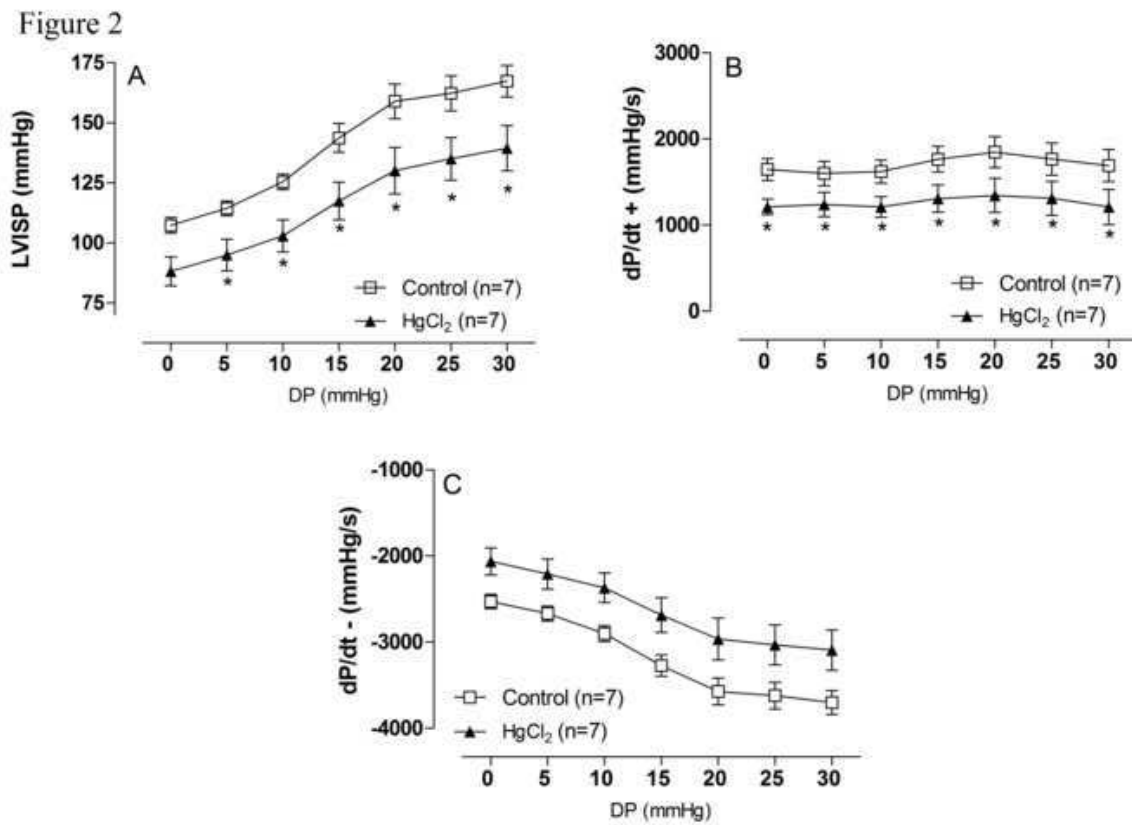 Figure 2
A
LVISP (mmHg)
175
150
125
100
75
* * * * * *
Control (n=7)
HgCl₂ (n=7)
0 5 10 15 20 25 30
DP (mmHg)
B
dP/dt + (mmHg/s)
3000
2000
1000
0
* * * * * * *
Control (n=7)
HgCl₂ (n=7)
0 5 10 15 20 25 30
DP (mmHg)
C
dP/dt - (mmHg/s)
-1000
-2000
-3000
-4000
Control (n=7)
HgCl₂ (n=7)
0 5 10 15 20 25 30
DP (mmHg)